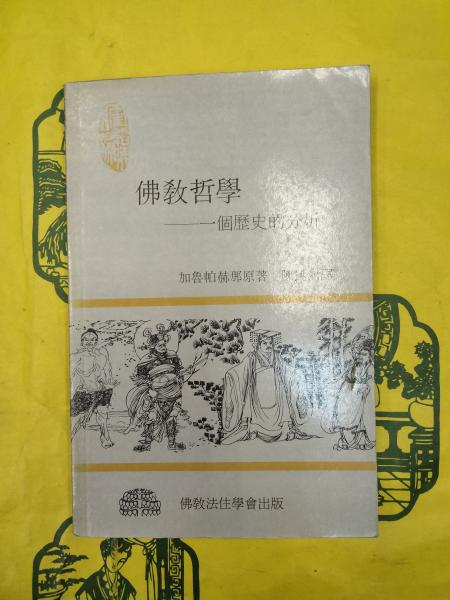 佛教哲學
——一個歷史的分析
加魯帕赫那原著
佛教法住學會出版